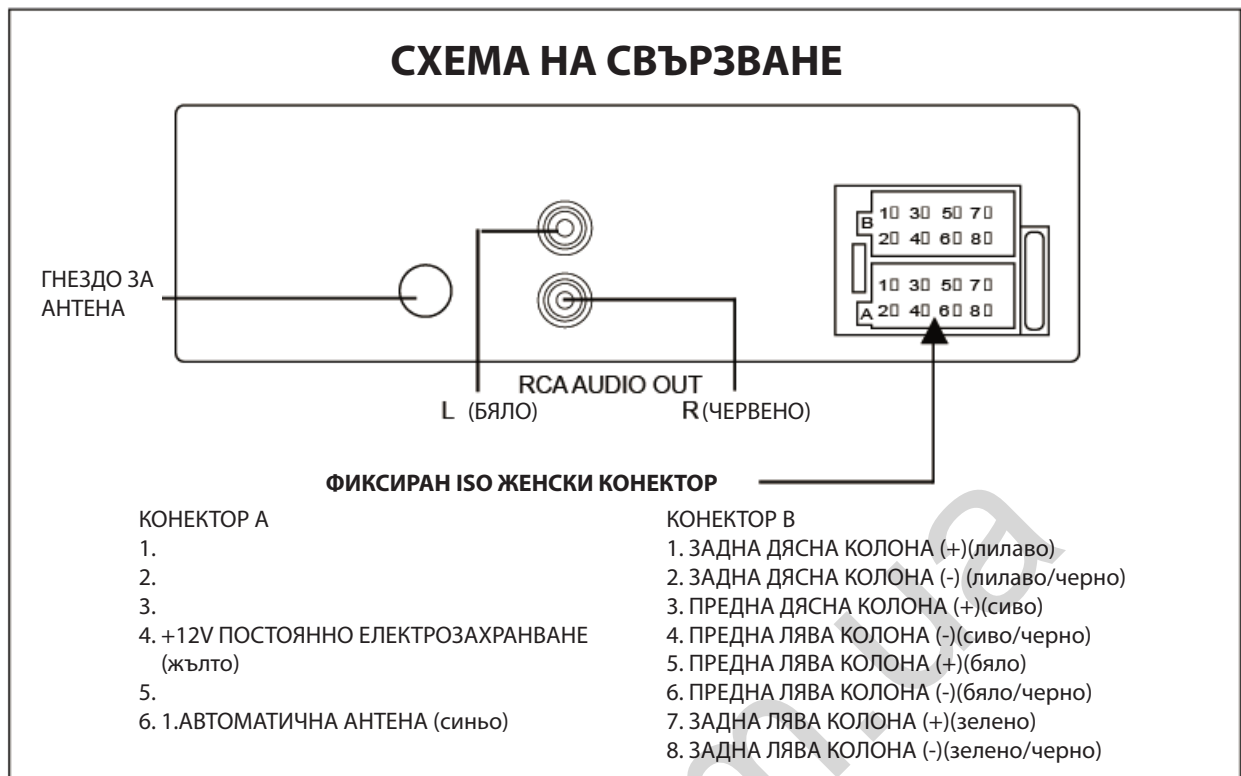 СХЕМА НА СВЪРЗВАНЕ
ГНЕЗДО ЗА
АНТЕНА
B
1 3 5 7
2 4 6 8
1 3 5 7
A 2 4 6 8
RCA AUDIO OUT
L (БЯЛО)
R (ЧЕРВЕНО)
ФИКСИРАН ISO ЖЕНСКИ КОНЕКТОР
КОНЕКТОР А
1.
2.
3.
4. +12V ПОСТОЯННО ЕЛЕКТРОЗАХРАНВАНЕ
(жълто)
5.
6. 1.АВТОМАТИЧНА АНТЕНА (синьо)
КОНЕКТОР В
1. ЗАДНА ДЯСНА КОЛОНА (+)(лилаво)
2. ЗАДНА ДЯСНА КОЛОНА (-) (лилаво/черно)
3. ПРЕДНА ДЯСНА КОЛОНА (+)(сиво)
4. ПРЕДНА ЛЯВА КОЛОНА (-)(сиво/черно)
5. ПРЕДНА ЛЯВА КОЛОНА (+)(бяло)
6. ПРЕДНА ЛЯВА КОЛОНА (-)(бяло/черно)
7. ЗАДНА ЛЯВА КОЛОНА (+)(зелено)
8. ЗАДНА ЛЯВА КОЛОНА (-)(зелено/черно)
m.ua